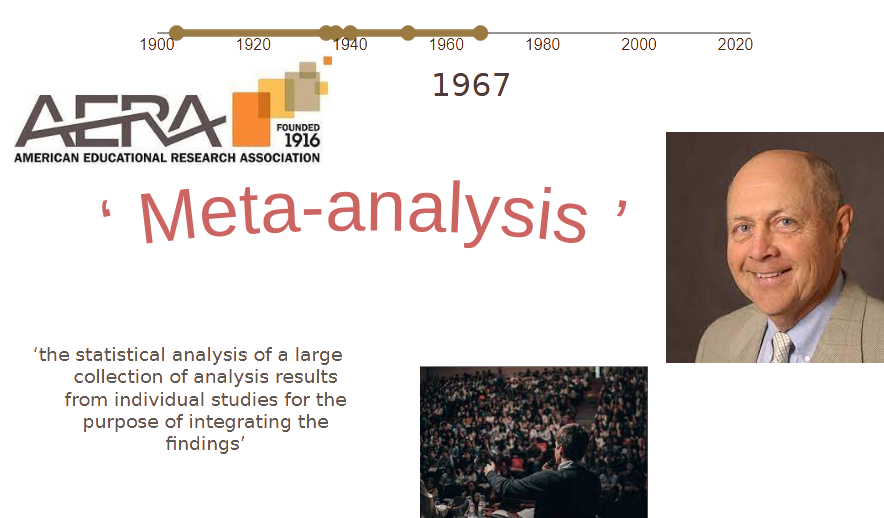 1900 1920 1940 1960 1980 2000 2020
1967
AERA
FOUNDED
1916
AMERICAN EDUCATIONAL RESEARCH ASSOCIATION
‘ Meta-analysis ’
‘the statistical analysis of a large
collection of analysis results
from individual studies for the
purpose of integrating the
findings’